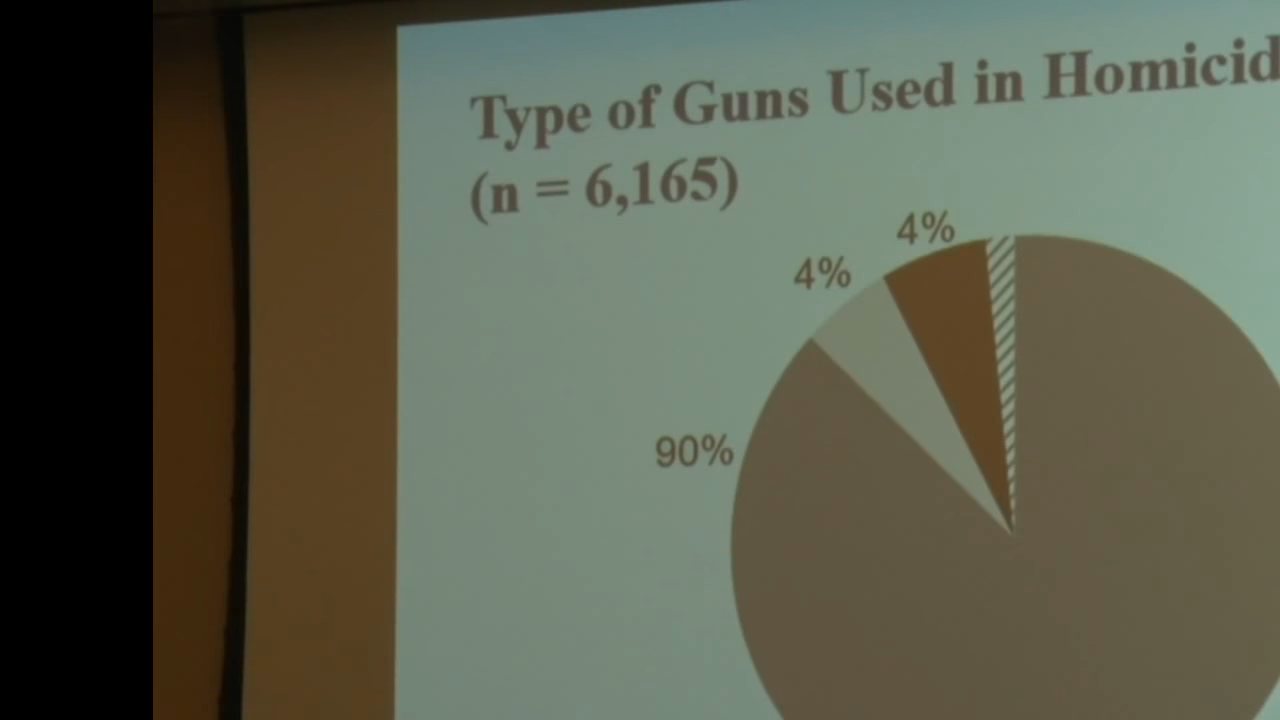 Type of Guns Used in Homicid
(n = 6,165)
4%
4%
90%